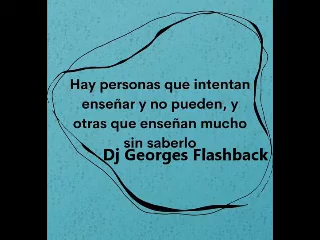 Hay personas que intentan
enseñar y no pueden, y
otras que enseñan mucho
sin saberlo
Dj Georges Flashback